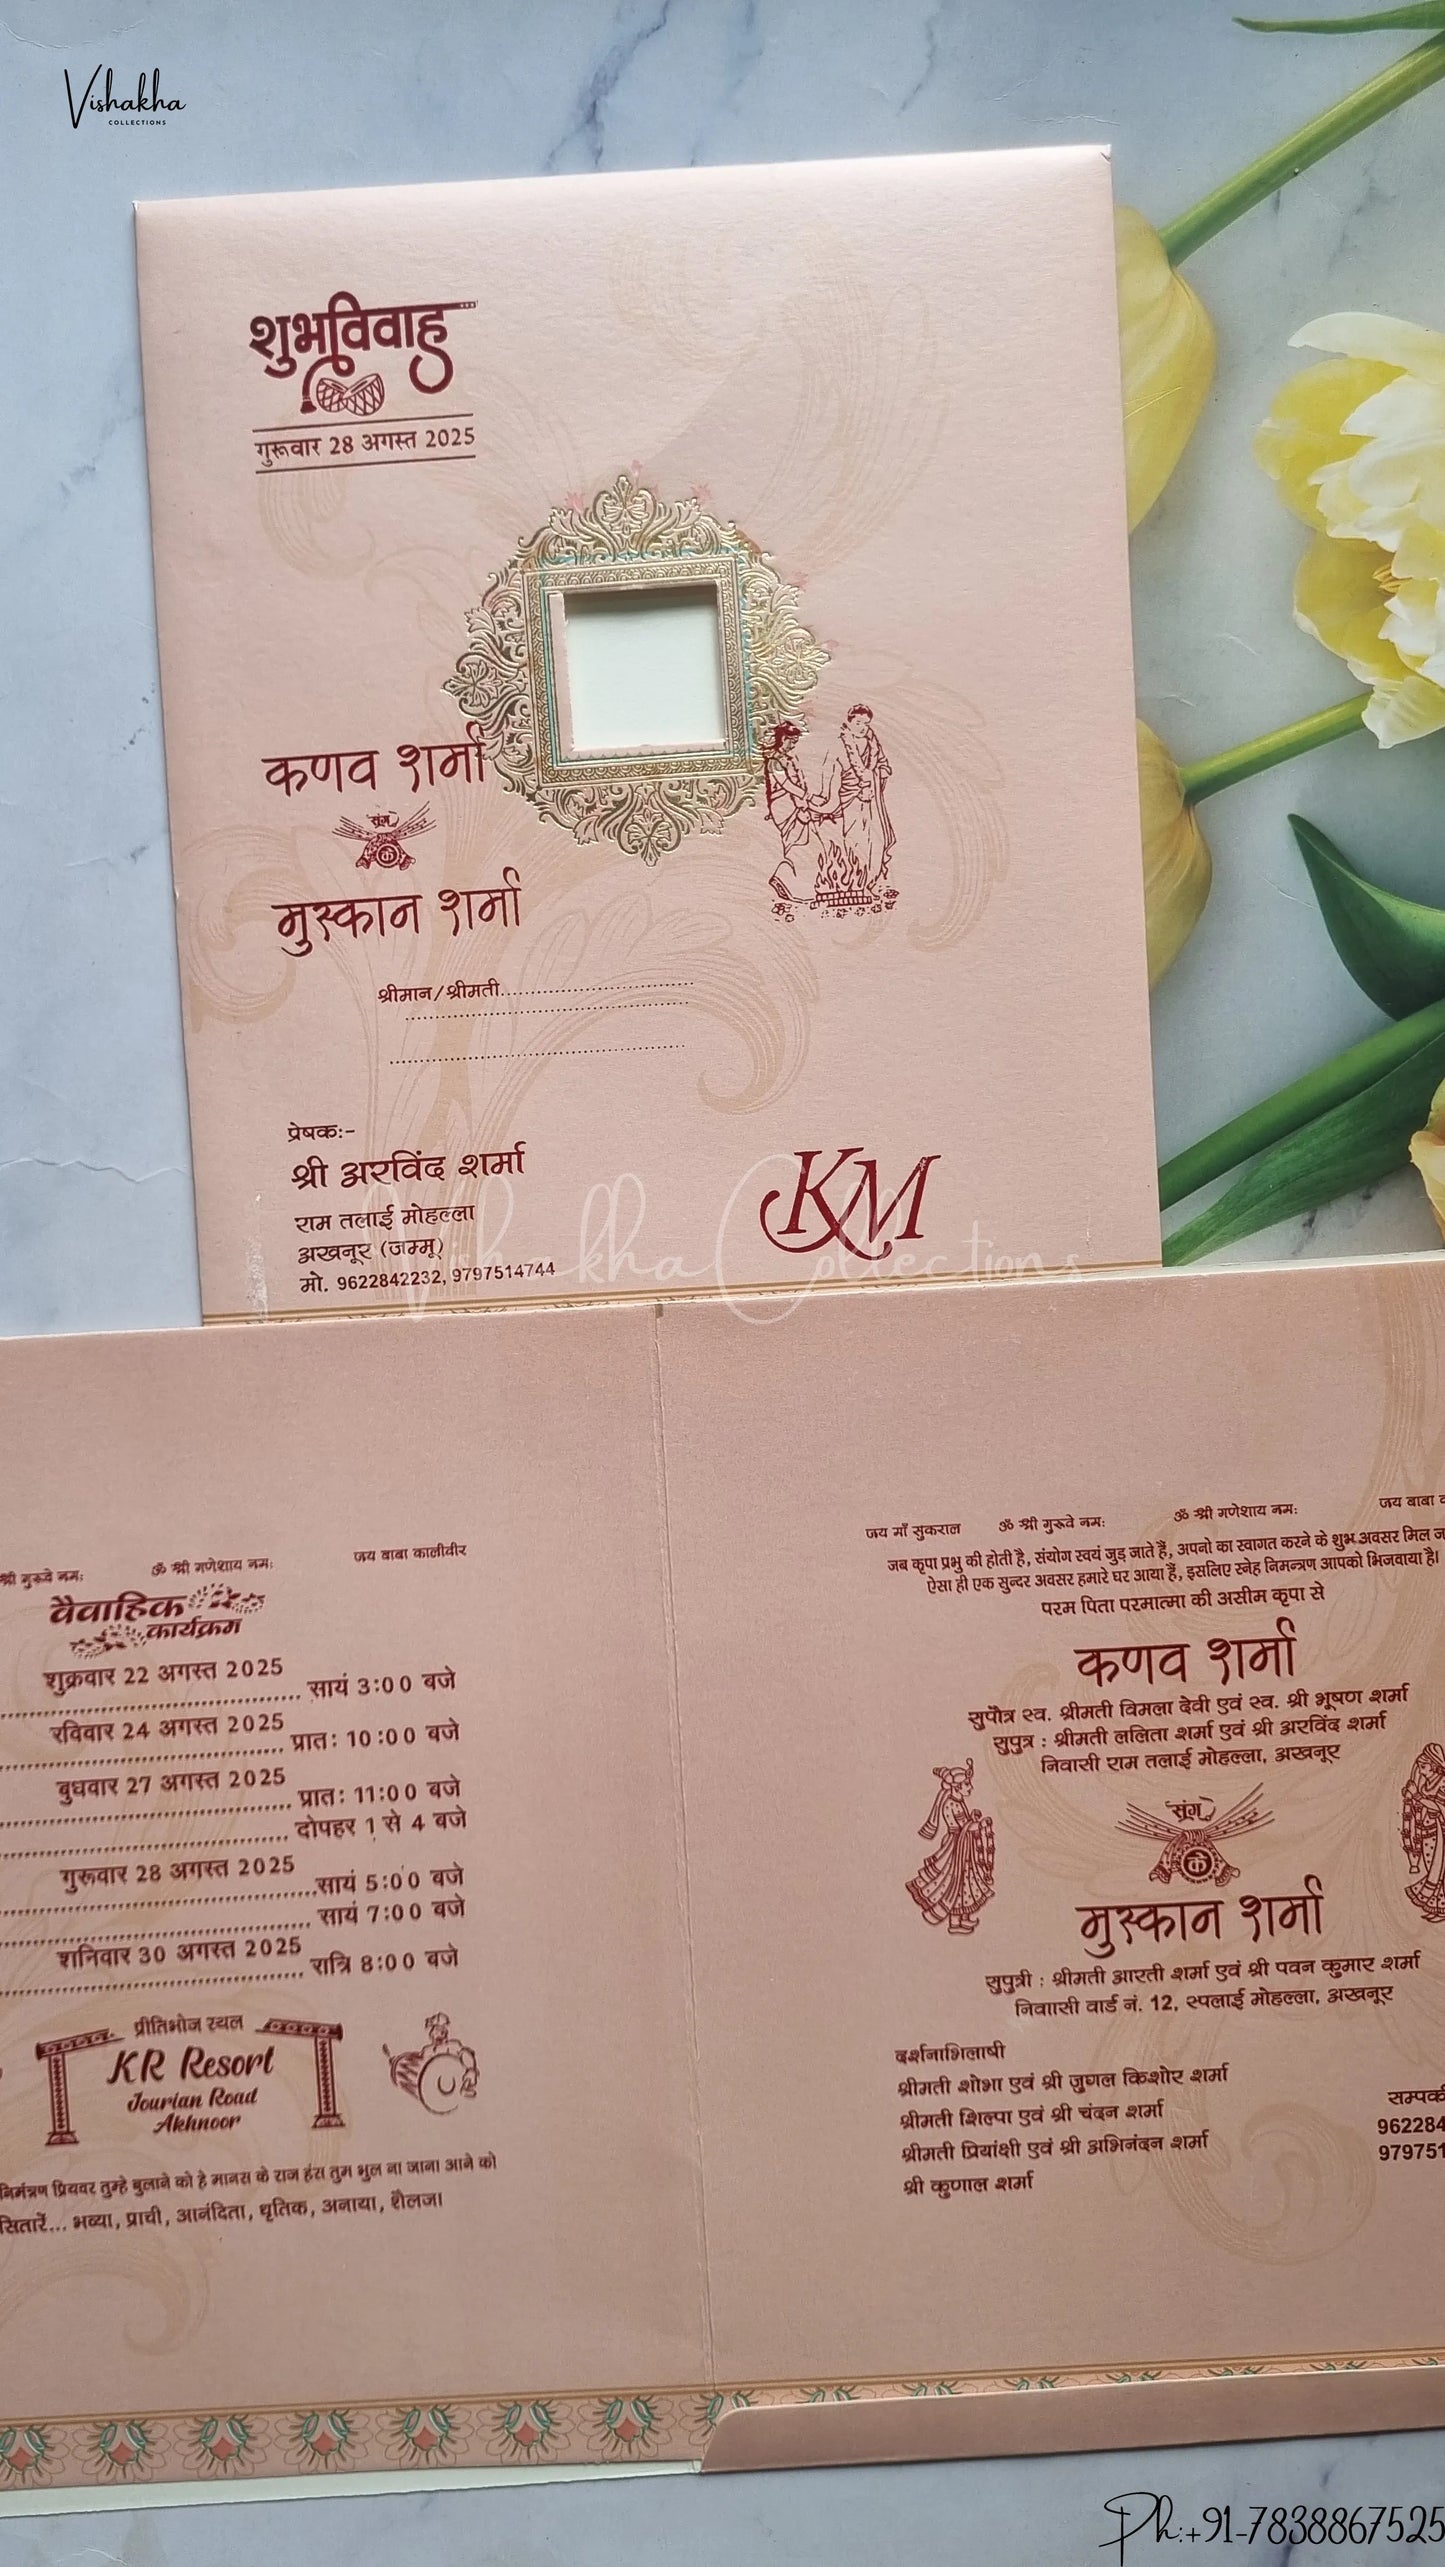 Vishakha
COLLECTIONS
शुभविवाह
गुरूवार 28 अगस्त 2025
कणव शर्मा
संग
मुस्कान शर्मा
श्रीमान/श्रीमती
प्रेषकः-
श्री अरविंद शर्मा
राम तलाई मोहल्ला
अखनूर (जम्मू)
मो. 9622842232, 9797514744
KM
Vishakha Collections
श्री गुरूवे नमः ॐ श्री गणेशाय नमः जय बाबा कालीवीर
वैवाहिक
कार्यक्रम
शुक्रवार 22 अगस्त 2025
सायं 3:00 बजे
रविवार 24 अगस्त 2025
प्रातः 10:00 बजे
बुधवार 27 अगस्त 2025
प्रातः 11:00 बजे
दोपहर 1 से 4 बजे
गुरूवार 28 अगस्त 2025
सायं 5:00 बजे
सायं 7:00 बजे
शनिवार 30 अगस्त 2025
रात्रि 8:00 बजे
प्रीतिभोज स्थल
KR Resort
Jourian Road
Akhnoor
निमंत्रण प्रियवर तुम्हे बुलाने को हे मानस के राज हंस तुम भुल ना जाना आने को
सितारें... भव्या, प्राची, आनंदिता, धृतिक, अनाया, शैलजा
जय माँ सुकराल ॐ श्री गुरूवे नमः ॐ श्री गणेशाय नमः जय बाबा
जब कृपा प्रभु की होती है, संयोग स्वयं जुड़ जाते हैं, अपनो का स्वागत करने के शुभ अवसर मिल
ऐसा ही एक सुन्दर अवसर हमारे घर आया हैं, इसलिए स्नेह निमन्त्रण आपको भिजवाया है।
परम पिता परमात्मा की असीम कृपा से
कणव शर्मा
सुपौत्र स्व. श्रीमती विमला देवी एवं स्व. श्री भूषण शर्मा
सुपुत्र : श्रीमती ललिता शर्मा एवं श्री अरविंद शर्मा
निवासी राम तलाई मोहल्ला, अखनूर
संग
मुस्कान शर्मा
सुपुत्री : श्रीमती आरती शर्मा एवं श्री पवन कुमार शर्मा
निवाासी वार्ड नं. 12, स्पलाई मोहल्ला, अखनूर
दर्शनाभिलाषी
श्रीमती शोभा एवं श्री जुगल किशोर शर्मा
श्रीमती शिल्पा एवं श्री चंदन शर्मा
श्रीमती प्रियांक्षी एवं श्री अभिनंदन शर्मा
श्री कुणाल शर्मा
सम्पर्क
962284
979751
Ph:+91-7838867525